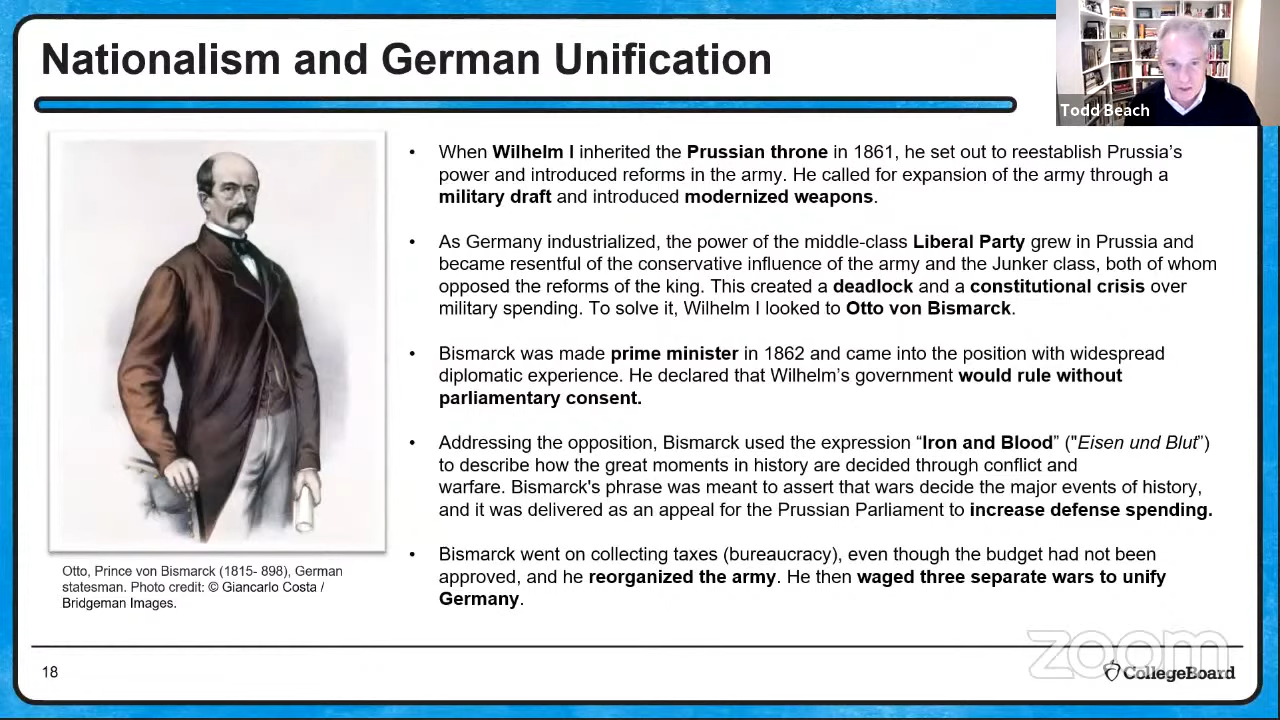 Nationalism and German Unification
Todd Beach
• When Wilhelm I inherited the Prussian throne in 1861, he set out to reestablish Prussia's
power and introduced reforms in the army. He called for expansion of the army through a
military draft and introduced modernized weapons.
• As Germany industrialized, the power of the middle-class Liberal Party grew in Prussia and
became resentful of the conservative influence of the army and the Junker class, both of whom
opposed the reforms of the king. This created a deadlock and a constitutional crisis over
military spending. To solve it, Wilhelm I looked to Otto von Bismarck.
• Bismarck was made prime minister in 1862 and came into the position with widespread
diplomatic experience. He declared that Wilhelm's government would rule without
parliamentary consent.
• Addressing the opposition, Bismarck used the expression “Iron and Blood” ("Eisen und Blut”)
to describe how the great moments in history are decided through conflict and
warfare. Bismarck's phrase was meant to assert that wars decide the major events of history,
and it was delivered as an appeal for the Prussian Parliament to increase defense spending.
• Bismarck went on collecting taxes (bureaucracy), even though the budget had not been
approved, and he reorganized the army. He then waged three separate wars to unify
Germany.
Otto, Prince von Bismarck (1815- 898), German
statesman. Photo credit: © Giancarlo Costa /
Bridgeman Images.
18
zoom
CollegeBoard